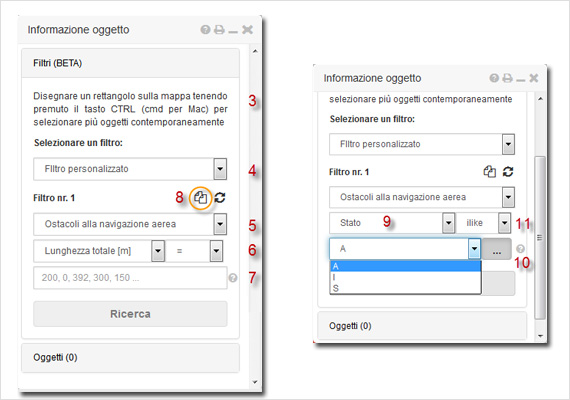 Informazione oggetto
Filtri (BETA)
Disegnare un rettangolo sulla mappa tenendo
premuto il tasto CTRL (cmd per Mac) per
selezionare più oggetti contemporaneamente
3
Selezionare un filtro:
FIltro personalizzato
4
Filtro nr. 1
8
Ostacoli alla navigazione aerea
5
Lunghezza totale [m]
=
6
200, 0, 392, 300, 150 ...
7
Ricerca
Oggetti (0)
Informazione oggetto
selezionare più oggetti contemporaneamente
Selezionare un filtro:
FIltro personalizzato
Filtro nr. 1
Ostacoli alla navigazione aerea
Stato
9
ilike
11
A
...
10
A
I
S
Oggetti (0)